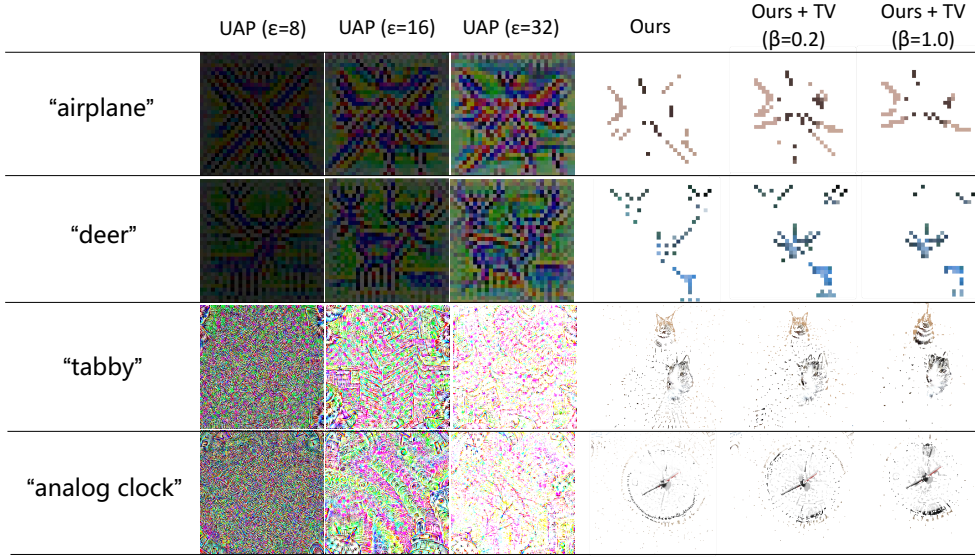 UAP (ε=8) UAP (ε=16) UAP (ε=32) Ours Ours + TV (β=0.2) Ours + TV (β=1.0)
“airplane”
“deer”
“tabby”
“analog clock”